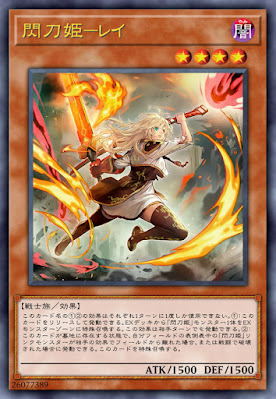 閃刀姫-レイ
闇
【戦士族/効果】
このカード名の①②の効果はそれぞれ1ターンに1度しか使用できない。①:この
カードをリリースして発動できる。EXデッキから「閃刀姫」モンスター1体をEX
モンスターゾーンに特殊召喚する。この効果は相手ターンでも発動できる。②:
このカードが墓地に存在する状態で、自分フィールドの表側表示の「閃刀姫」リ
ンクモンスターが相手の効果でフィールドから離れた場合、または戦闘で破壊
された場合に発動できる。このカードを特殊召喚する。
ATK/1500 DEF/1500
26077389